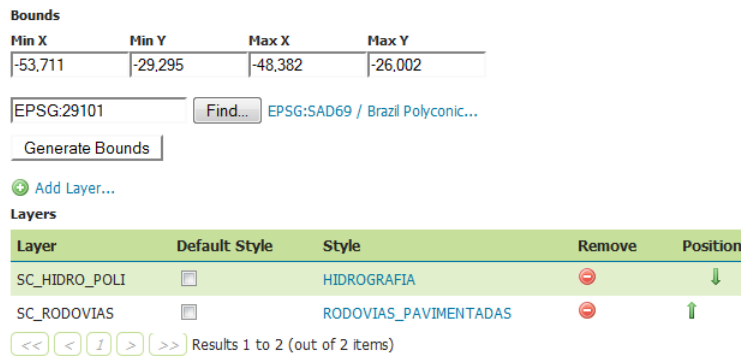 Bounds
Min X Min Y Max X Max Y
-53,711 -29,295 -48,382 -26,002
EPSG:29101 Find... EPSG:SAD69 / Brazil Polyconic...
Generate Bounds
Add Layer...
Layers
Layer Default Style Style Remove Position
SC_HIDRO_POLI HIDROGRAFIA
SC_RODOVIAS RODOVIAS_PAVIMENTADAS
<< < 1 > >> Results 1 to 2 (out of 2 items)